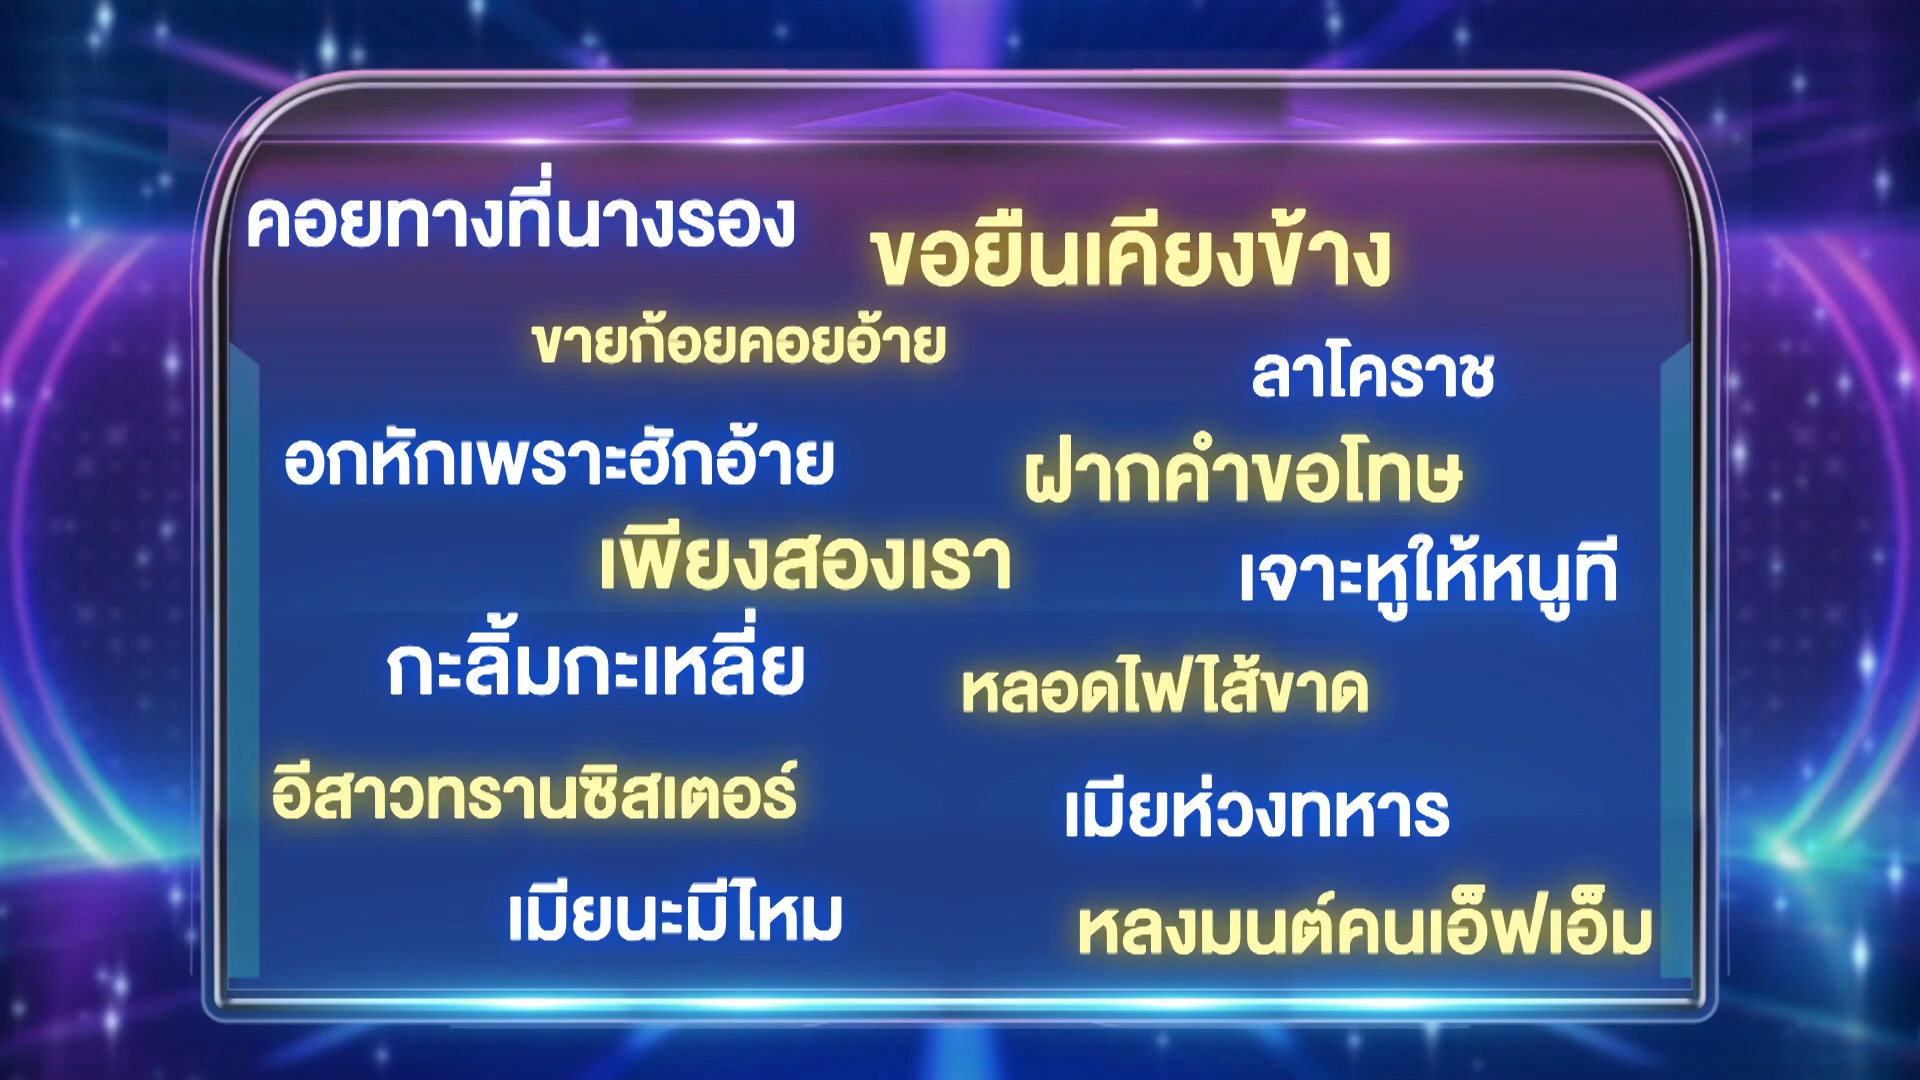 คอยทางที่นางรอง
ขอยืนเคียงข้าง
ขายก้อยคอยอ้าย
ลาโคราช
อกหักเพราะฮักอ้าย
ฝากคำขอโทษ
เพียงสองเรา
เจาะหูให้หนูที
กะลิ้มกะเหลี่ย
หลอดไฟไส้ขาด
อีสาวทรานซิสเตอร์
เมียห่วงทหาร
เมียนะมีไหม
หลงมนต์คนเอ็ฟเอ็ม